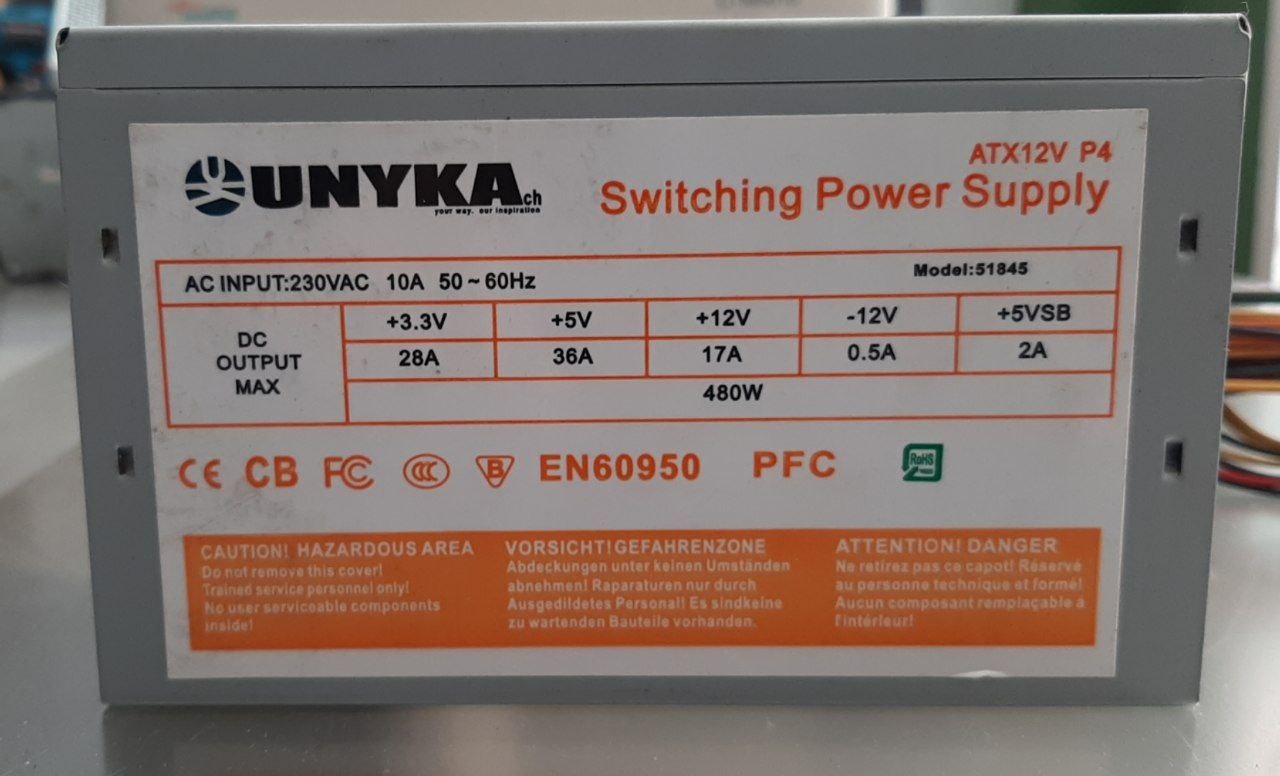 UNYKAch
your way. our inspiration
ATX12V P4
Switching Power Supply
AC INPUT:230VAC 10A 50~60Hz
Model:51845
DC OUTPUT MAX
+3.3V +5V +12V -12V +5VSB
28A 36A 17A 0.5A 2A
480W
CE CB FC CCC B EN60950 PFC RoHS
CAUTION! HAZARDOUS AREA
Do not remove this cover!
Trained service personnel only!
No user serviceable components
inside!
VORSICHT! GEFAHRENZONE
Abdeckungen unter keinen Umständen
abnehmen! Raparaturen nur durch
Ausgedildetes Personal! Es sindkeine
zu wartenden Bauteile vorhanden.
ATTENTION! DANGER
Ne retirez pas ce capot! Réservé
au personne technique et formé!
Aucun composant remplaçable à
l'intérieur!